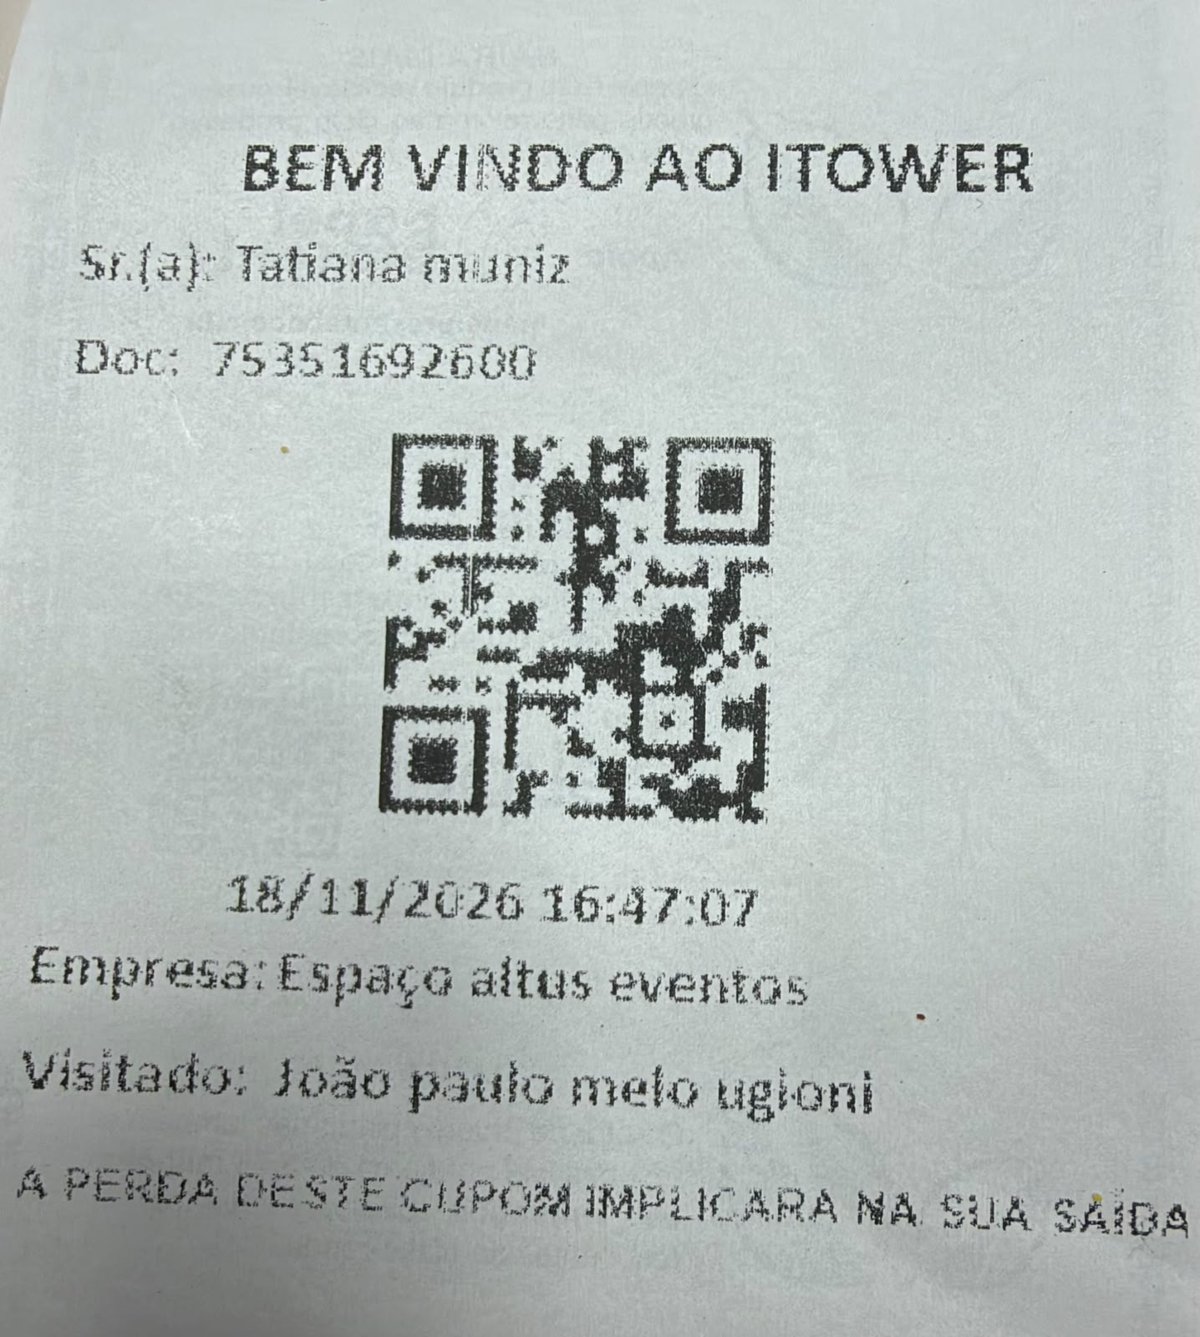 BEM VINDO AO ITOWER
Sr.(a): Tatiana muniz
Doc: 75351692600
18/11/2026 16:47:07
Empresa: Espaço altus eventos
Visitado: João paulo melo ugioni
A PERDA DESTE CUPOM IMPLICARA NA SUA SAÍDA